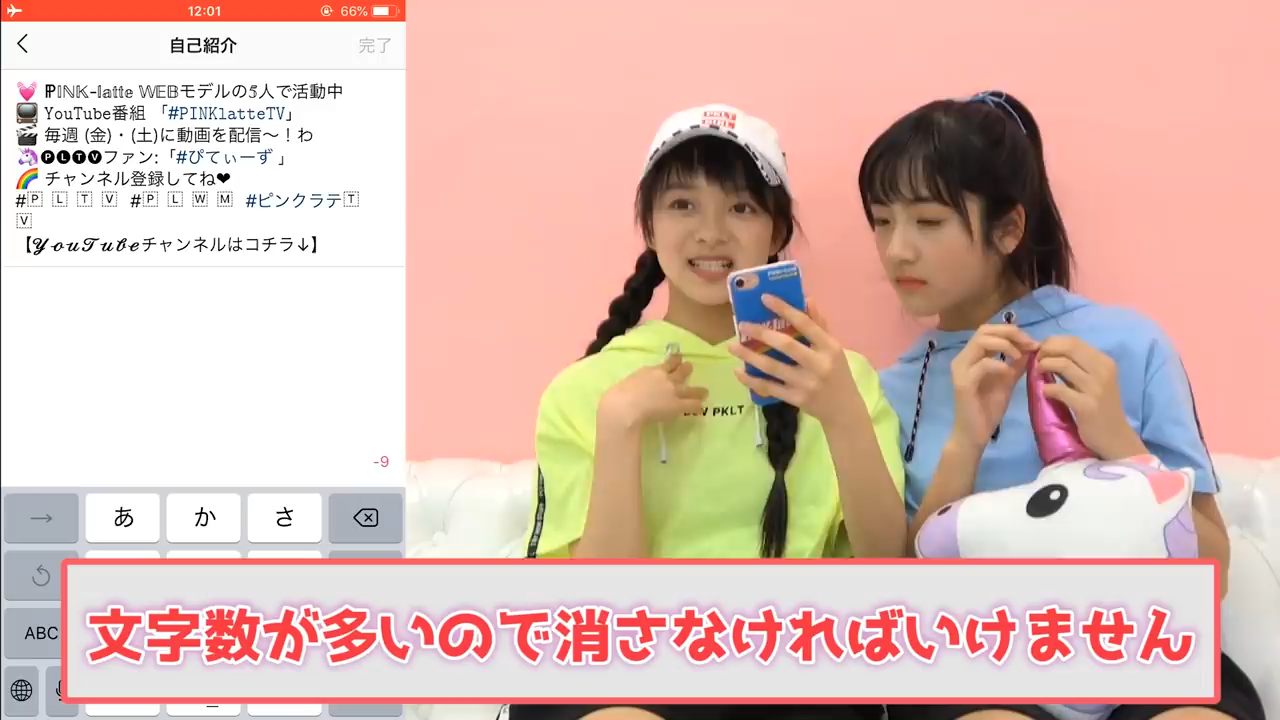 12:01
66%
自己紹介
完了
💓 ℙ𝕀ℕ𝕂-𝕝𝕒𝕥𝕥𝕖 𝕎𝔼𝔹モデルの5人で活動中
📺 YouTube番組 「#PINKlatteTV」
🎬 毎週 (金)・(土)に動画を配信〜！わ
🦄🅟🅛🅣🅥ファン:「#ぴてぃーず 」
🌈 チャンネル登録してね❤
#🄿 🄻 🅃 🅅 #🄿 🄻 🅆 🄼 #ピンクラテ🅃
🅅
【𝓨𝓸𝓾𝓣𝓾𝓫𝓮チャンネルはコチラ↓】
-9
→ あ か さ
ABC
PKLT
V PKLT
文字数が多いので消さなければいけません